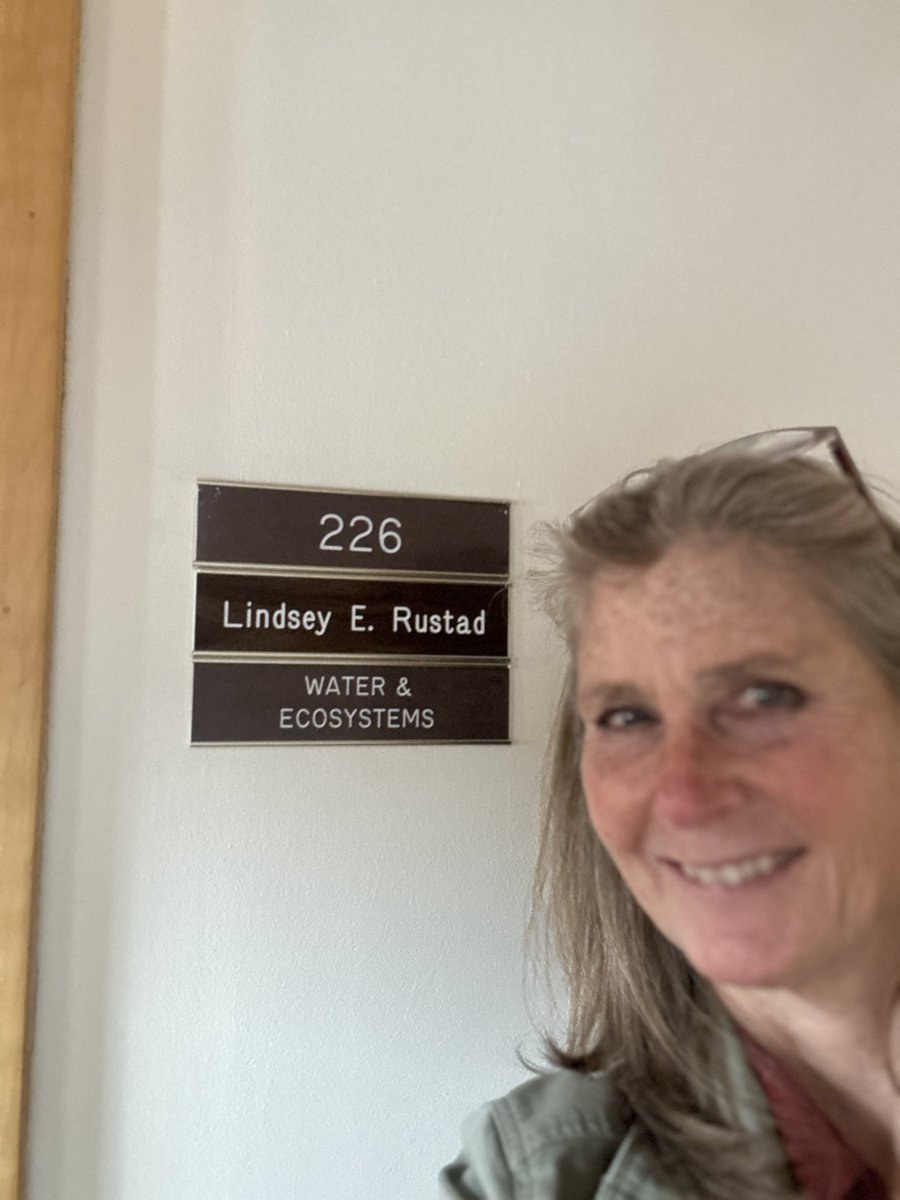 226
Lindsey E. Rustad
WATER &
ECOSYSTEMS